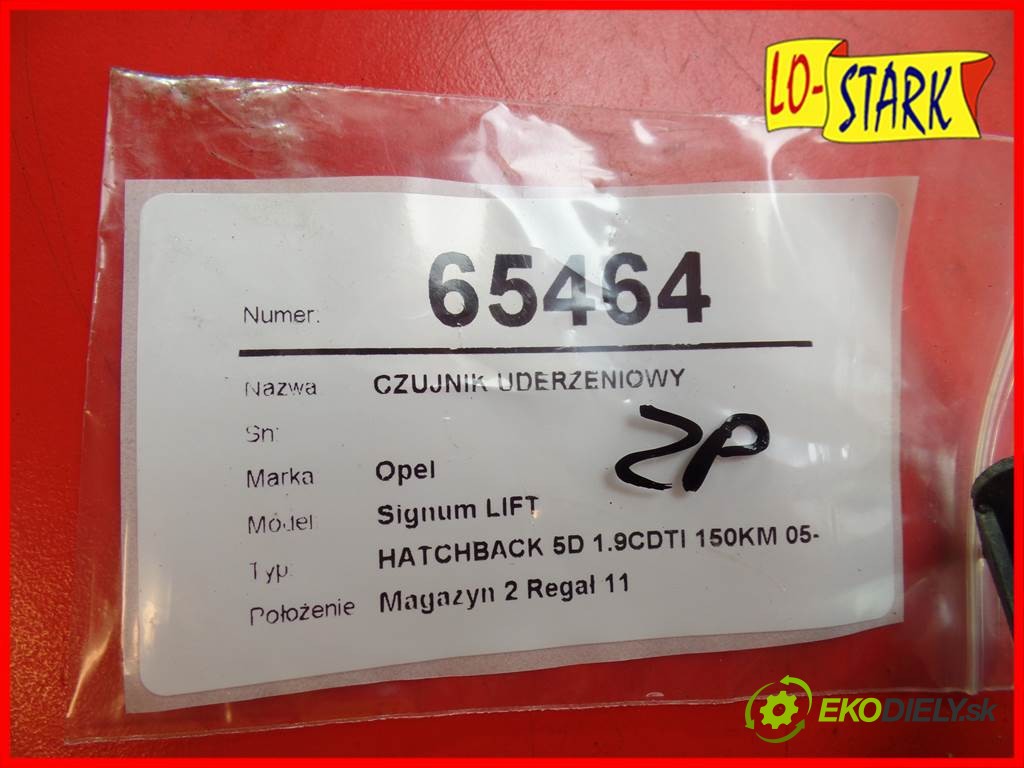 LO-STARK
Numer: 65464
Nazwa CZUJNIK UDERZENIOWY
Sn:
ZP
Marka Opel
Model Signum LIFT
Typ HATCHBACK 5D 1.9CDTI 150KM 05-
Położenie Magazyn 2 Regał 11
EKODIELY.sk